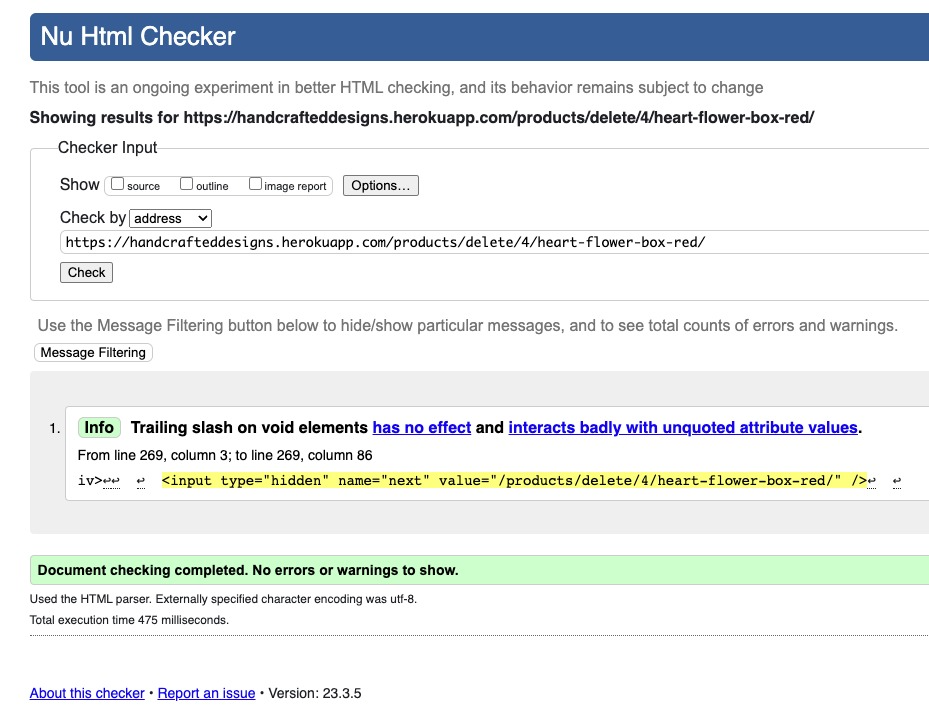 Nu Html Checker
This tool is an ongoing experiment in better HTML checking, and its behavior remains subject to change
Showing results for https://handcrafteddesigns.herokuapp.com/products/delete/4/heart-flower-box-red/
Checker Input
Show source outline image report Options...
Check by address
https://handcrafteddesigns.herokuapp.com/products/delete/4/heart-flower-box-red/
Check
Use the Message Filtering button below to hide/show particular messages, and to see total counts of errors and warnings.
Message Filtering
1. Info Trailing slash on void elements has no effect and interacts badly with unquoted attribute values.
From line 269, column 3; to line 269, column 86
iv>↩↩ ↩ <input type="hidden" name="next" value="/products/delete/4/heart-flower-box-red/" />↩ ↩
Document checking completed. No errors or warnings to show.
Used the HTML parser. Externally specified character encoding was utf-8.
Total execution time 475 milliseconds.
About this checker • Report an issue • Version: 23.3.5